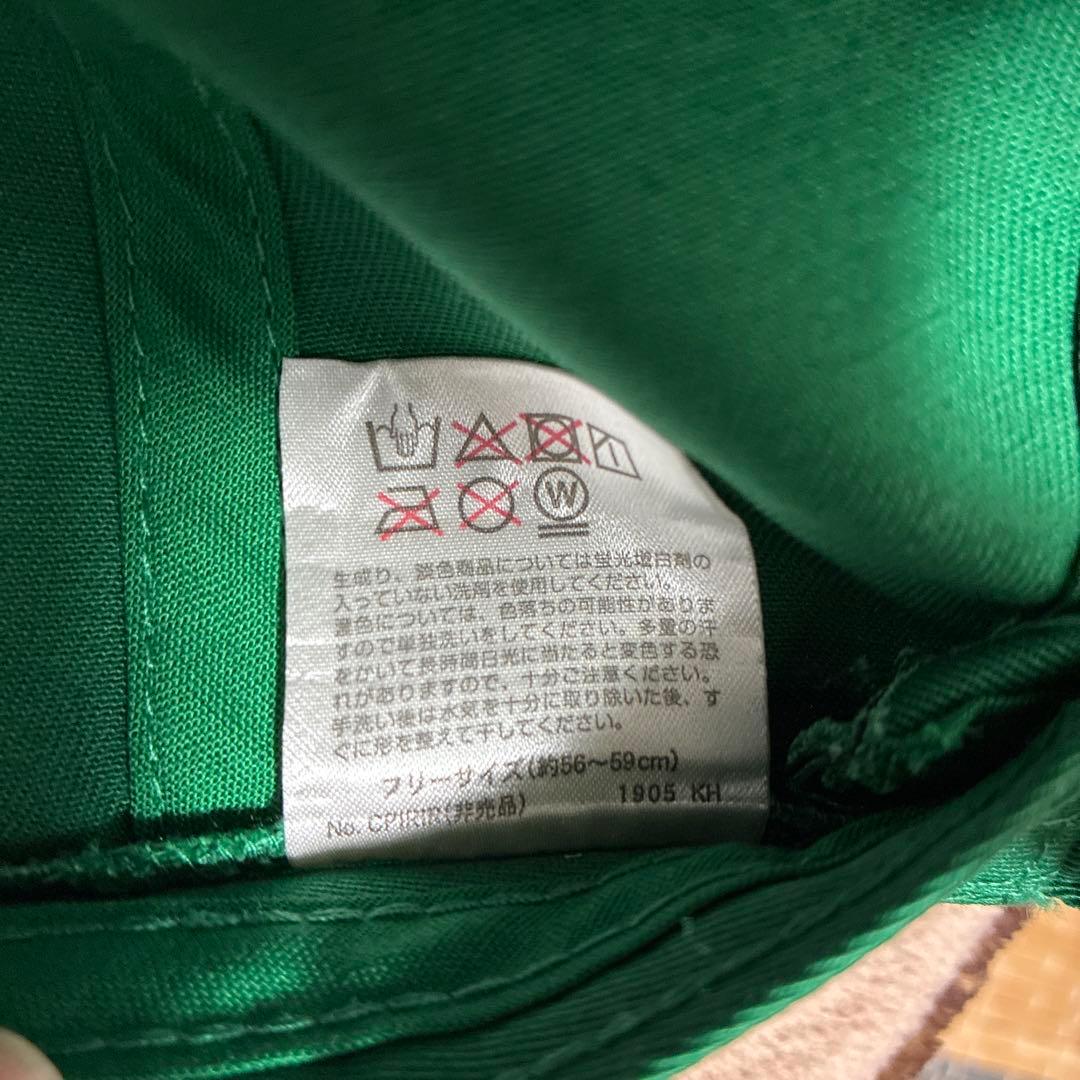 W
生成り、淡色商品については蛍光増白剤の
入っていない洗剤を使用してください。
濃色については、色落ちの可能性がありま
すので単独洗いをしてください。多量の汗
をかいて長時間日光に当たると変色する恐
れがありますので、十分ご注意ください。
手洗い後は水気を十分に取り除いた後、す
ぐに形を整えて干してください。
フリーサイズ(約56〜59cm)
No. (非売品) 1905 KH